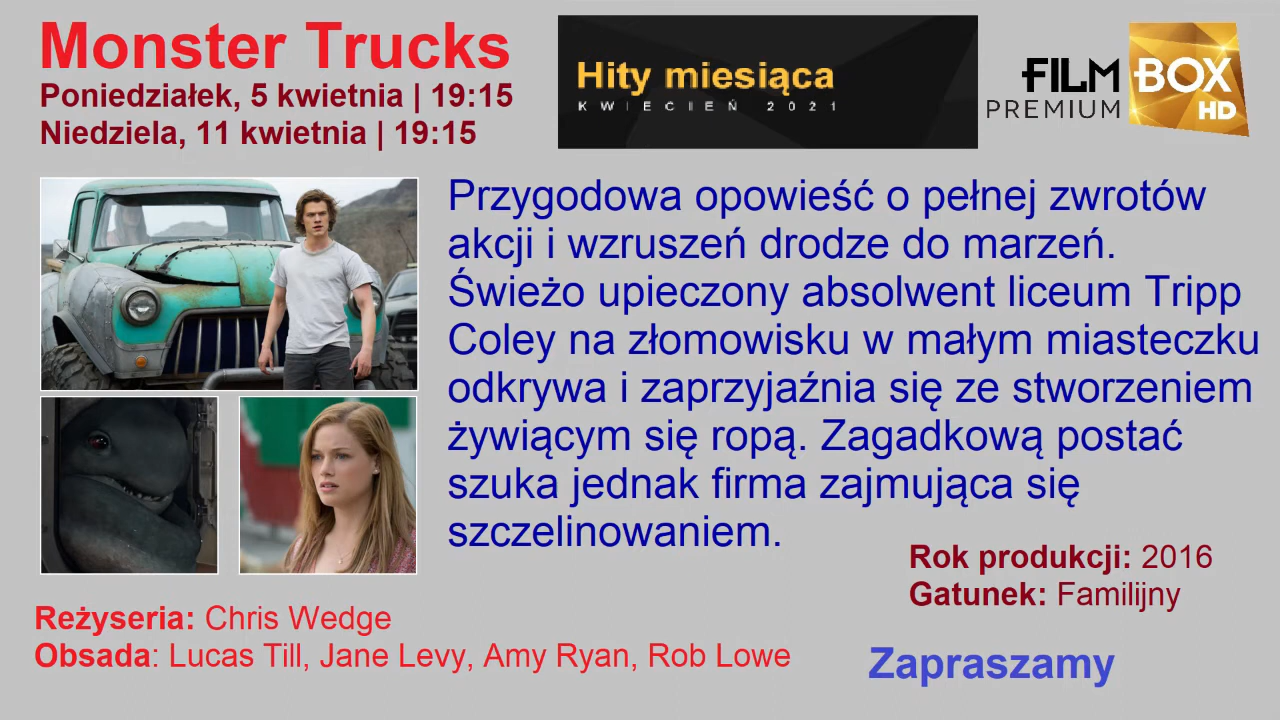 Monster Trucks
Poniedziałek, 5 kwietnia | 19:15
Niedziela, 11 kwietnia | 19:15
Hity miesiąca
KWIECIEŃ 2021
FILMBOX
PREMIUM HD
Przygodowa opowieść o pełnej zwrotów
akcji i wzruszeń drodze do marzeń.
Świeżo upieczony absolwent liceum Tripp
Coley na złomowisku w małym miasteczku
odkrywa i zaprzyjaźnia się ze stworzeniem
żywiącym się ropą. Zagadkową postać
szuka jednak firma zajmująca się
szczelinowaniem.
Rok produkcji: 2016
Gatunek: Familijny
Reżyseria: Chris Wedge
Obsada: Lucas Till, Jane Levy, Amy Ryan, Rob Lowe
Zapraszamy